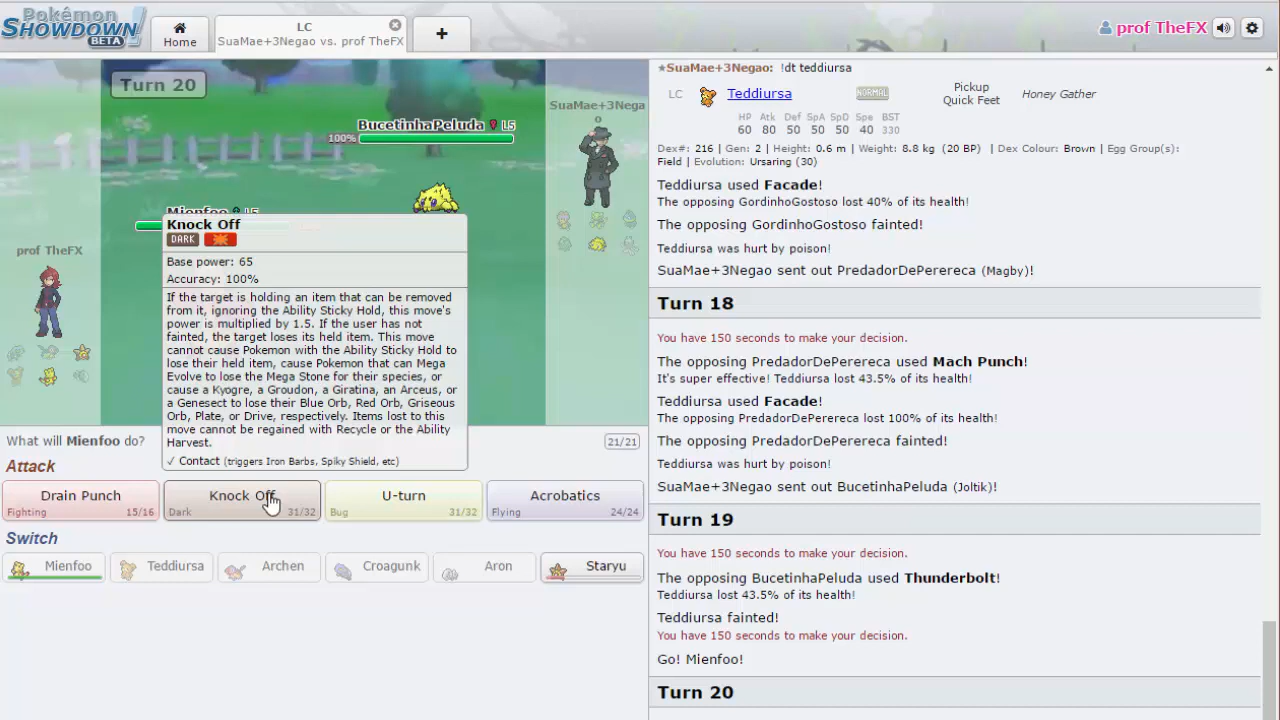 Pokémon
SHOWDOWN!
BETA
Home
LC
SuaMae+3Negao vs. prof TheFX
+
prof TheFX
Turn 20
BucetinhaPeluda L5
100%
SuaMae+3Nega
o
Mienfoo L5
prof TheFX
Knock Off
DARK
Base power: 65
Accuracy: 100%
If the target is holding an item that can be removed
from it, ignoring the Ability Sticky Hold, this move's
power is multiplied by 1.5. If the user has not
fainted, the target loses its held item. This move
cannot cause Pokemon with the Ability Sticky Hold to
lose their held item, cause Pokemon that can Mega
Evolve to lose the Mega Stone for their species, or
cause a Kyogre, a Groudon, a Giratina, an Arceus, or
a Genesect to lose their Blue Orb, Red Orb, Griseous
Orb, Plate, or Drive, respectively. Items lost to this
move cannot be regained with Recycle or the Ability
Harvest.
✓ Contact (triggers Iron Barbs, Spiky Shield, etc)
What will Mienfoo do?
21/21
Attack
Drain Punch
Fighting 15/16
Knock Off
Dark 31/32
U-turn
Bug 31/32
Acrobatics
Flying 24/24
Switch
Mienfoo
Teddiursa
Archen
Croagunk
Aron
Staryu
★SuaMae+3Negao: !dt teddiursa
LC Teddiursa NORMAL Pickup Quick Feet Honey Gather
HP Atk Def SpA SpD Spe BST
60 80 50 50 50 40 330
Dex#: 216 | Gen: 2 | Height: 0.6 m | Weight: 8.8 kg (20 BP) | Dex Colour: Brown | Egg Group(s):
Field | Evolution: Ursaring (30)
Teddiursa used Facade!
The opposing GordinhoGostoso lost 40% of its health!
The opposing GordinhoGostoso fainted!
Teddiursa was hurt by poison!
SuaMae+3Negao sent out PredadorDePerereca (Magby)!
Turn 18
You have 150 seconds to make your decision.
The opposing PredadorDePerereca used Mach Punch!
It's super effective! Teddiursa lost 43.5% of its health!
Teddiursa used Facade!
The opposing PredadorDePerereca lost 100% of its health!
The opposing PredadorDePerereca fainted!
Teddiursa was hurt by poison!
SuaMae+3Negao sent out BucetinhaPeluda (Joltik)!
Turn 19
You have 150 seconds to make your decision.
The opposing BucetinhaPeluda used Thunderbolt!
Teddiursa lost 43.5% of its health!
Teddiursa fainted!
You have 150 seconds to make your decision.
Go! Mienfoo!
Turn 20